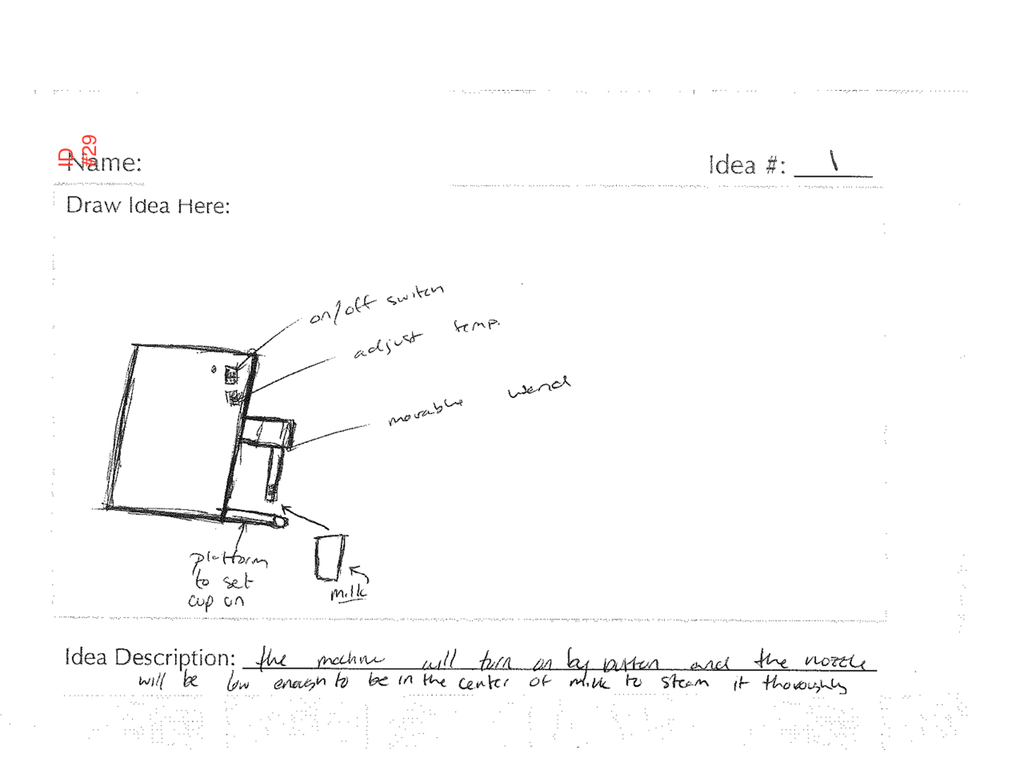 ID
#29
Name:
Idea #: 1
Draw Idea Here:
on/off switch
adjust temp.
movable wand
platform
to set
cup on
milk
Idea Description: the machine will turn on by button and the nozzle
will be low enough to be in the center of milk to steam it thoroughly